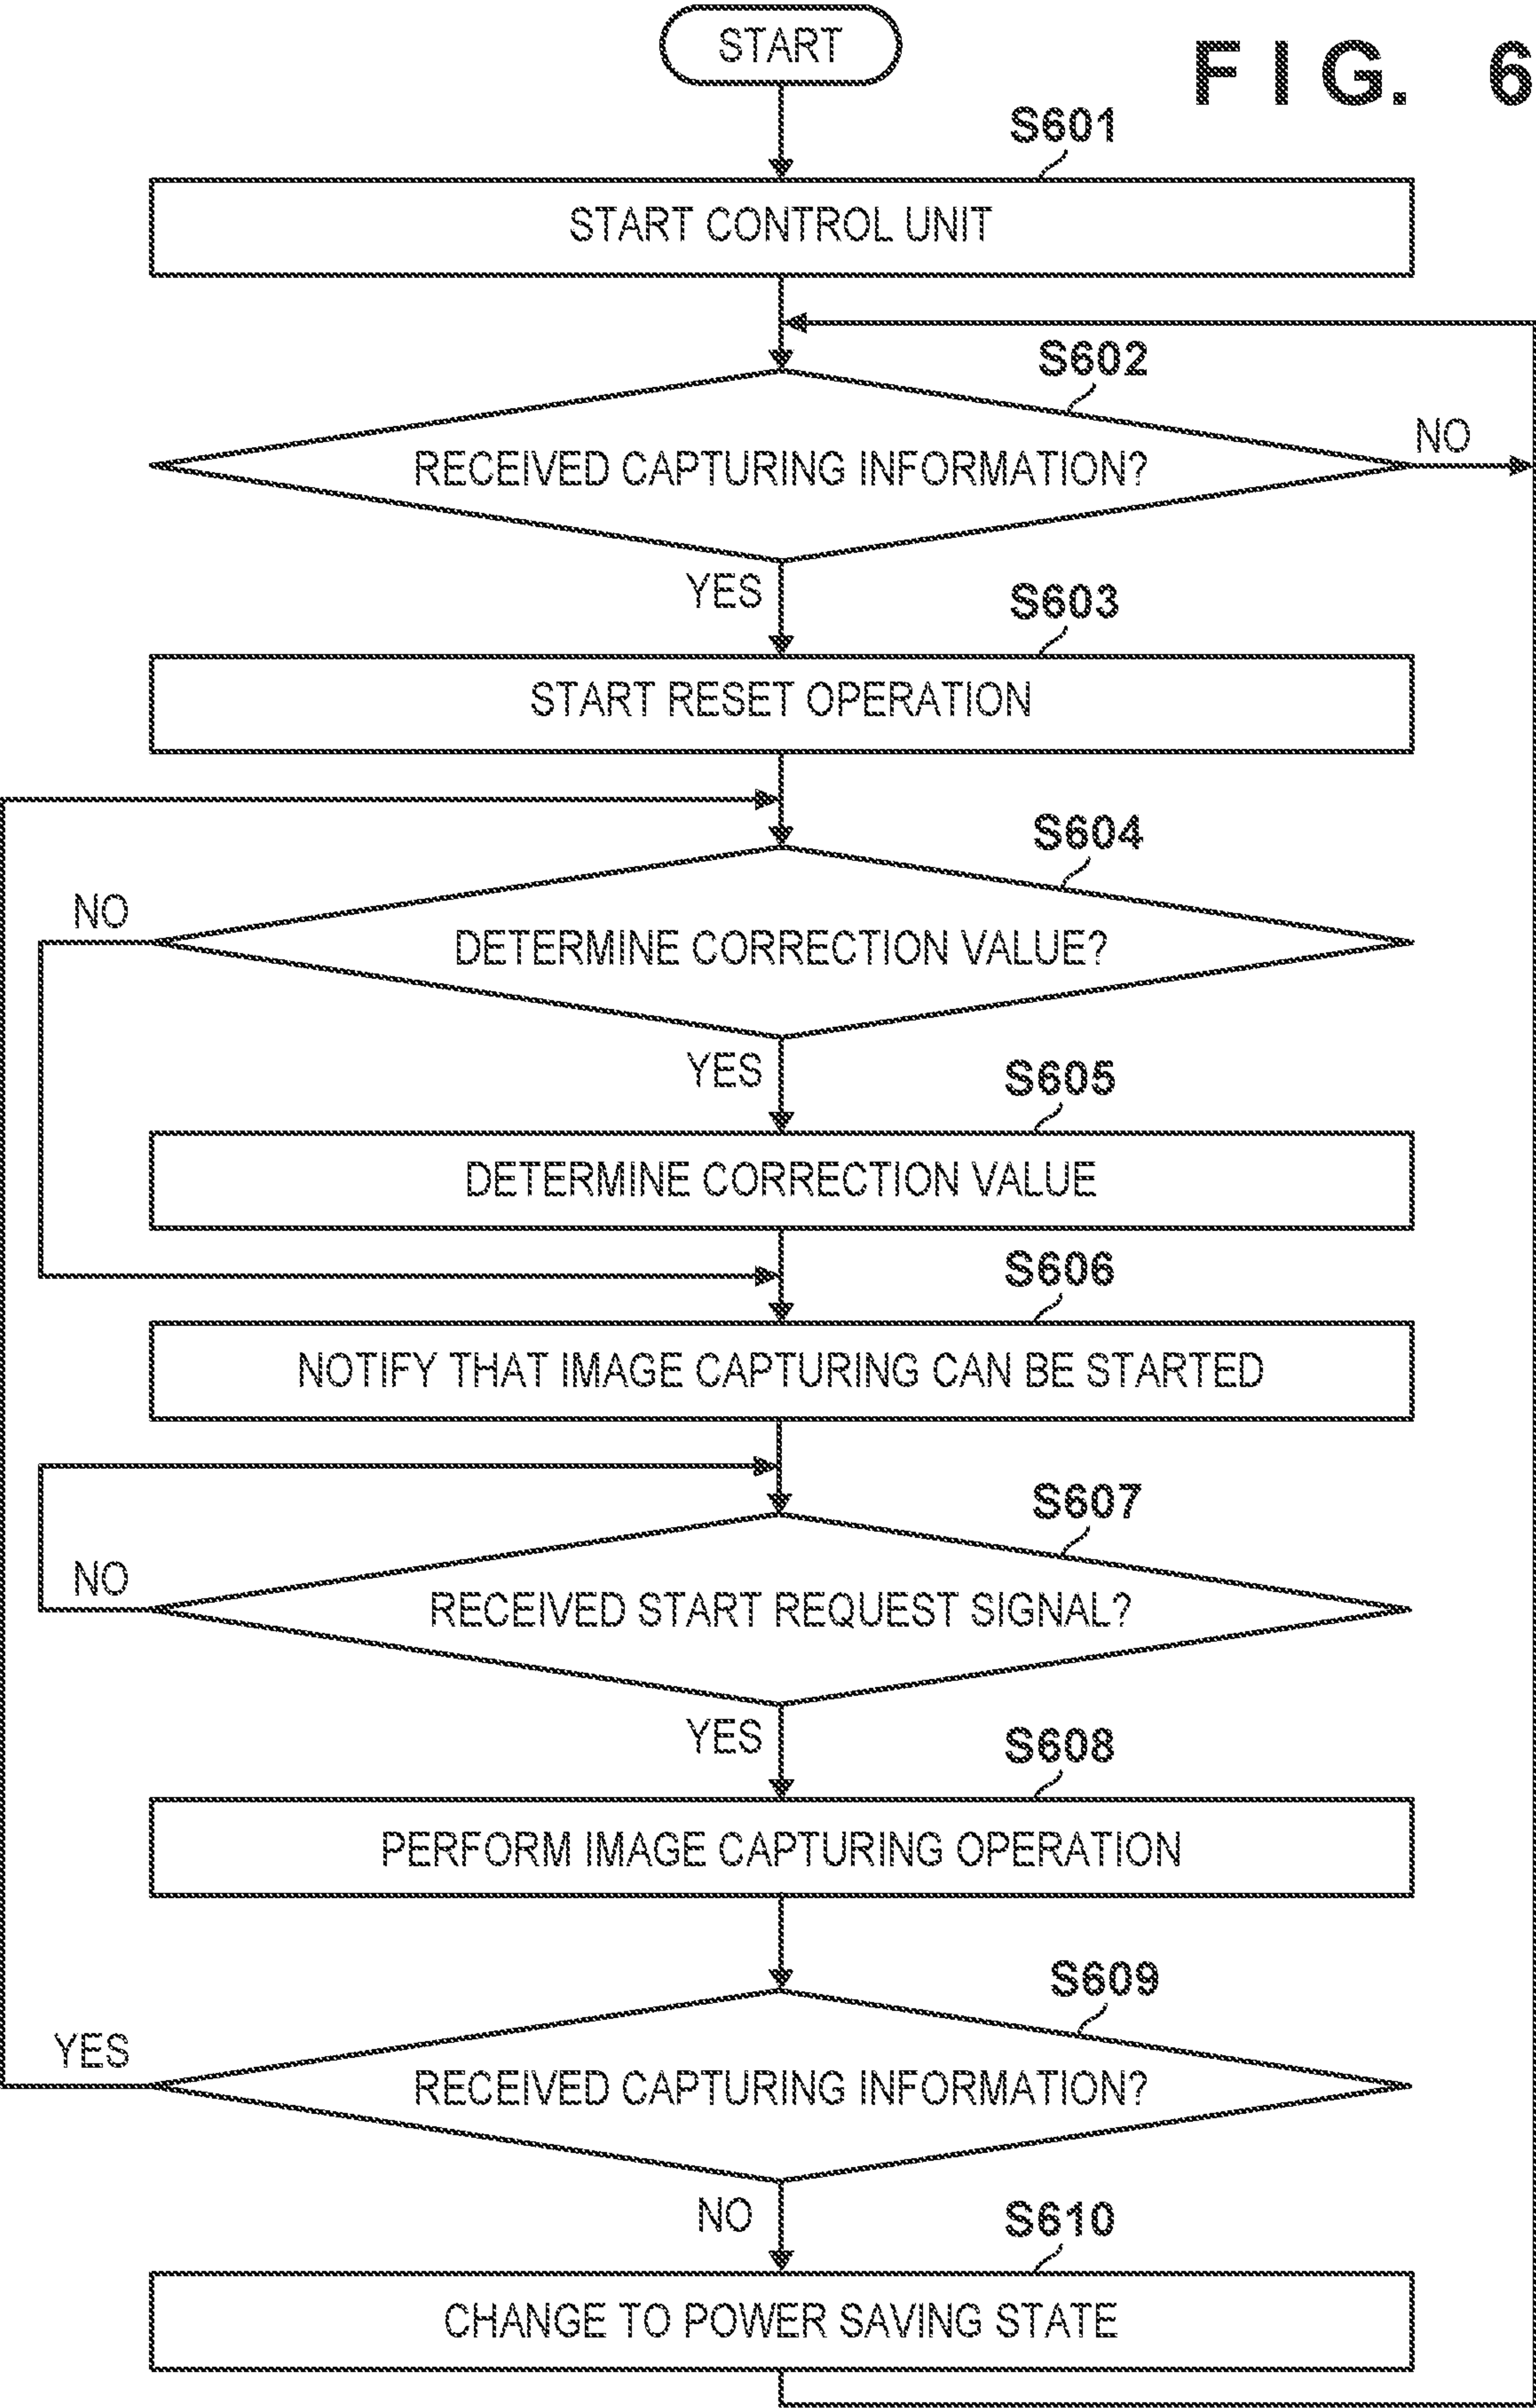 START
FIG. 6
S601
START CONTROL UNIT
S602
RECEIVED CAPTURING INFORMATION?
NO
YES
S603
START RESET OPERATION
S604
NO
DETERMINE CORRECTION VALUE?
YES
S605
DETERMINE CORRECTION VALUE
S606
NOTIFY THAT IMAGE CAPTURING CAN BE STARTED
S607
NO
RECEIVED START REQUEST SIGNAL?
YES
S608
PERFORM IMAGE CAPTURING OPERATION
S609
YES
RECEIVED CAPTURING INFORMATION?
NO
S610
CHANGE TO POWER SAVING STATE